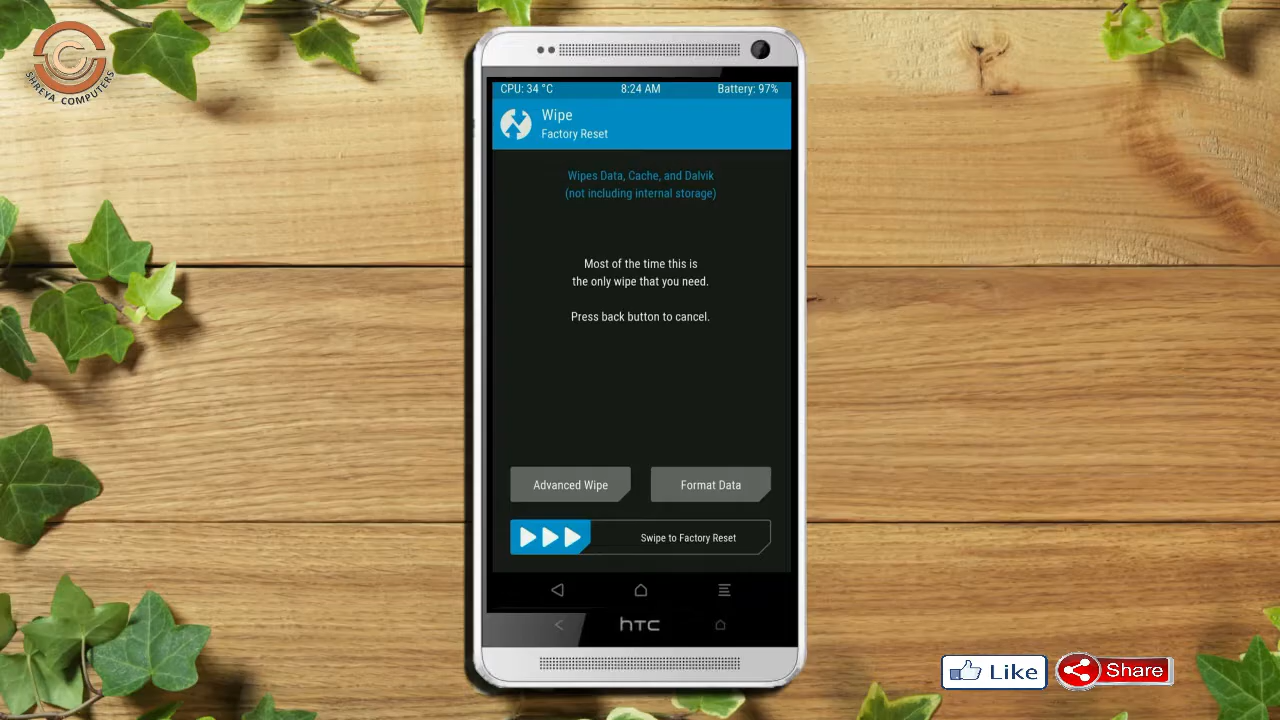 SHREYA COMPUTERS
CPU: 34 °C
8:24 AM
Battery: 97%
Wipe
Factory Reset
Wipes Data, Cache, and Dalvik
(not including internal storage)
Most of the time this is
the only wipe that you need.
Press back button to cancel.
Advanced Wipe
Format Data
Swipe to Factory Reset
hTC
Like
Share